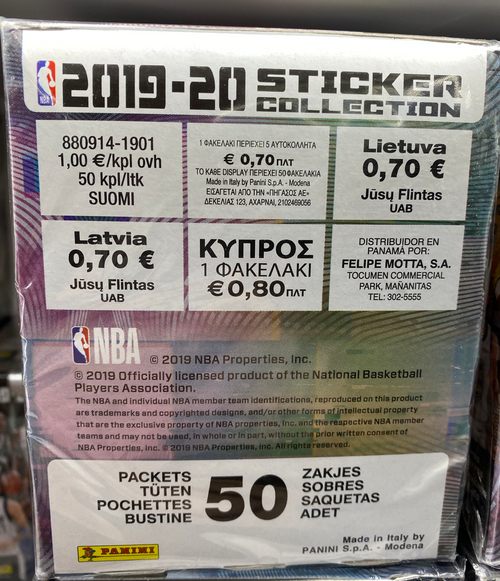 NBA
2019-20 STICKER
COLLECTION
880914-1901
1,00 €/kpl ovh
50 kpl/ltk
SUOMI
1 ΦΑΚΕΛΑΚΙ ΠΕΡΙΕΧΕΙ 5 ΑΥΤΟΚΟΛΛΗΤΑ
€ 0,70 ΠΛΤ
ΤΟ ΚΑΘΕ DISPLAY ΠΕΡΙΕΧΕΙ 50 ΦΑΚΕΛΑΚΙΑ
Made in Italy by Panini S.p.A. - Modena
ΕΙΣΑΓΕΤΑΙ ΑΠΟ ΤΗΝ «ΠΗΓΑΣΟΣ ΑΕ»
ΔΕΚΕΛΕΙΑΣ 123, ΑΧΑΡΝΑΙ, 2102469056
Lietuva
0,70 €
Jūsų Flintas
UAB
Latvia
0,70 €
Jūsų Flintas
UAB
ΚΥΠΡΟΣ
1 ΦΑΚΕΛΑΚΙ
€ 0,80 ΠΛΤ
DISTRIBUIDOR EN
PANAMÁ POR:
FELIPE MOTTA, S.A.
TOCUMEN COMMERCIAL
PARK, MAÑANITAS
TEL: 302-5555
NBA © 2019 NBA Properties, Inc.
© 2019 Officially licensed product of the National Basketball
Players Association.
The NBA and individual NBA member team identifications, reproduced on this product
are trademarks and copyrighted designs, and/or other forms of intellectual property
that are the exclusive property of NBA properties, Inc. and the respective NBA member
teams and may not be used, in whole or in part, without the prior written consent of
NBA Properties, Inc. © 2019 NBA Properties, Inc. All rights reserved.
PACKETS
TÜTEN
POCHETTES
BUSTINE
50
ZAKJES
SOBRES
SAQUETAS
ADET
PANINI
Made in Italy by
PANINI S.p.A. - Modena